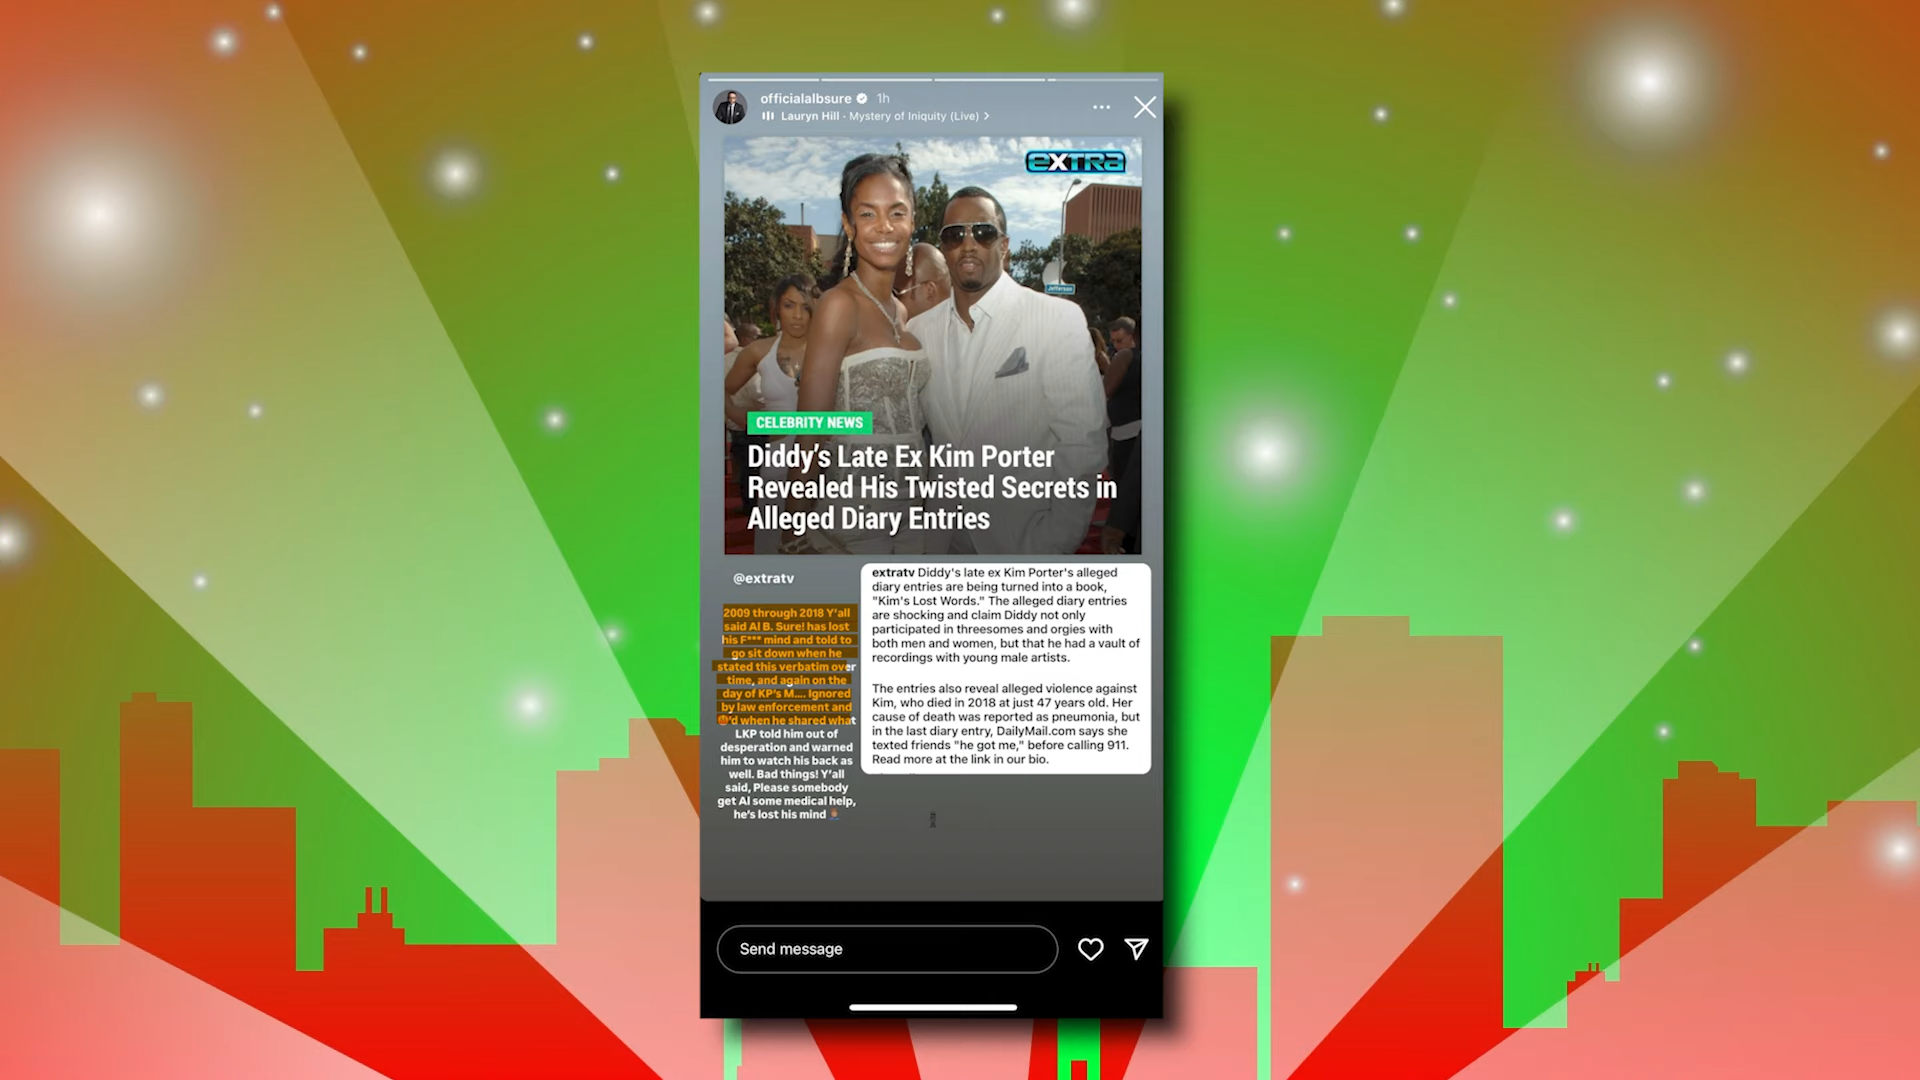 officialalbsure 1h
Lauryn Hill · Mystery of Iniquity (Live) >
extra
Jefferson
CELEBRITY NEWS
Diddy's Late Ex Kim Porter
Revealed His Twisted Secrets in
Alleged Diary Entries
@extratv
2009 through 2018 Y'all
said Al B. Sure! has lost
his F*** mind and told to
go sit down when he
stated this verbatim over
time, and again on the
day of KP's M.... Ignored
by law enforcement and
'd when he shared what
LKP told him out of
desperation and warned
him to watch his back as
well. Bad things! Y'all
said, Please somebody
get Al some medical help,
he's lost his mind
extratv Diddy's late ex Kim Porter's alleged
diary entries are being turned into a book,
"Kim's Lost Words." The alleged diary entries
are shocking and claim Diddy not only
participated in threesomes and orgies with
both men and women, but that he had a vault of
recordings with young male artists.
The entries also reveal alleged violence against
Kim, who died in 2018 at just 47 years old. Her
cause of death was reported as pneumonia, but
in the last diary entry, DailyMail.com says she
texted friends "he got me," before calling 911.
Read more at the link in our bio.
Send message